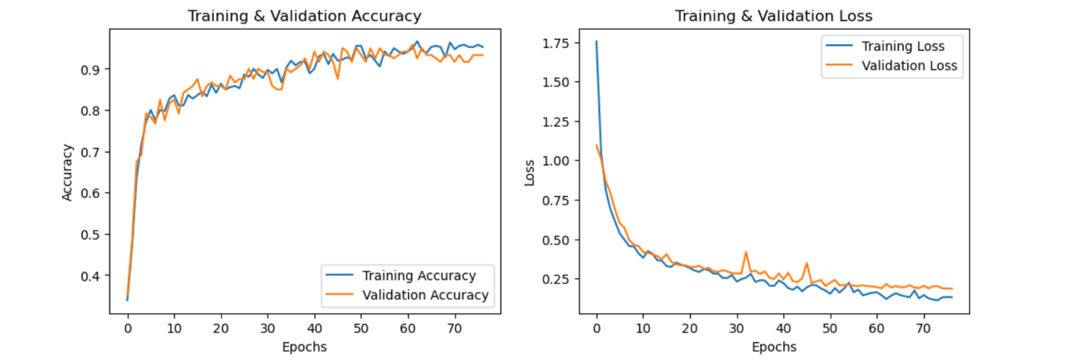 Training & Validation Accuracy
Accuracy
0.9
0.8
0.7
0.6
0.5
0.4
Training Accuracy
Validation Accuracy
0 10 20 30 40 50 60 70
Epochs
Training & Validation Loss
Loss
1.75
1.50
1.25
1.00
0.75
0.50
0.25
Training Loss
Validation Loss
0 10 20 30 40 50 60 70
Epochs